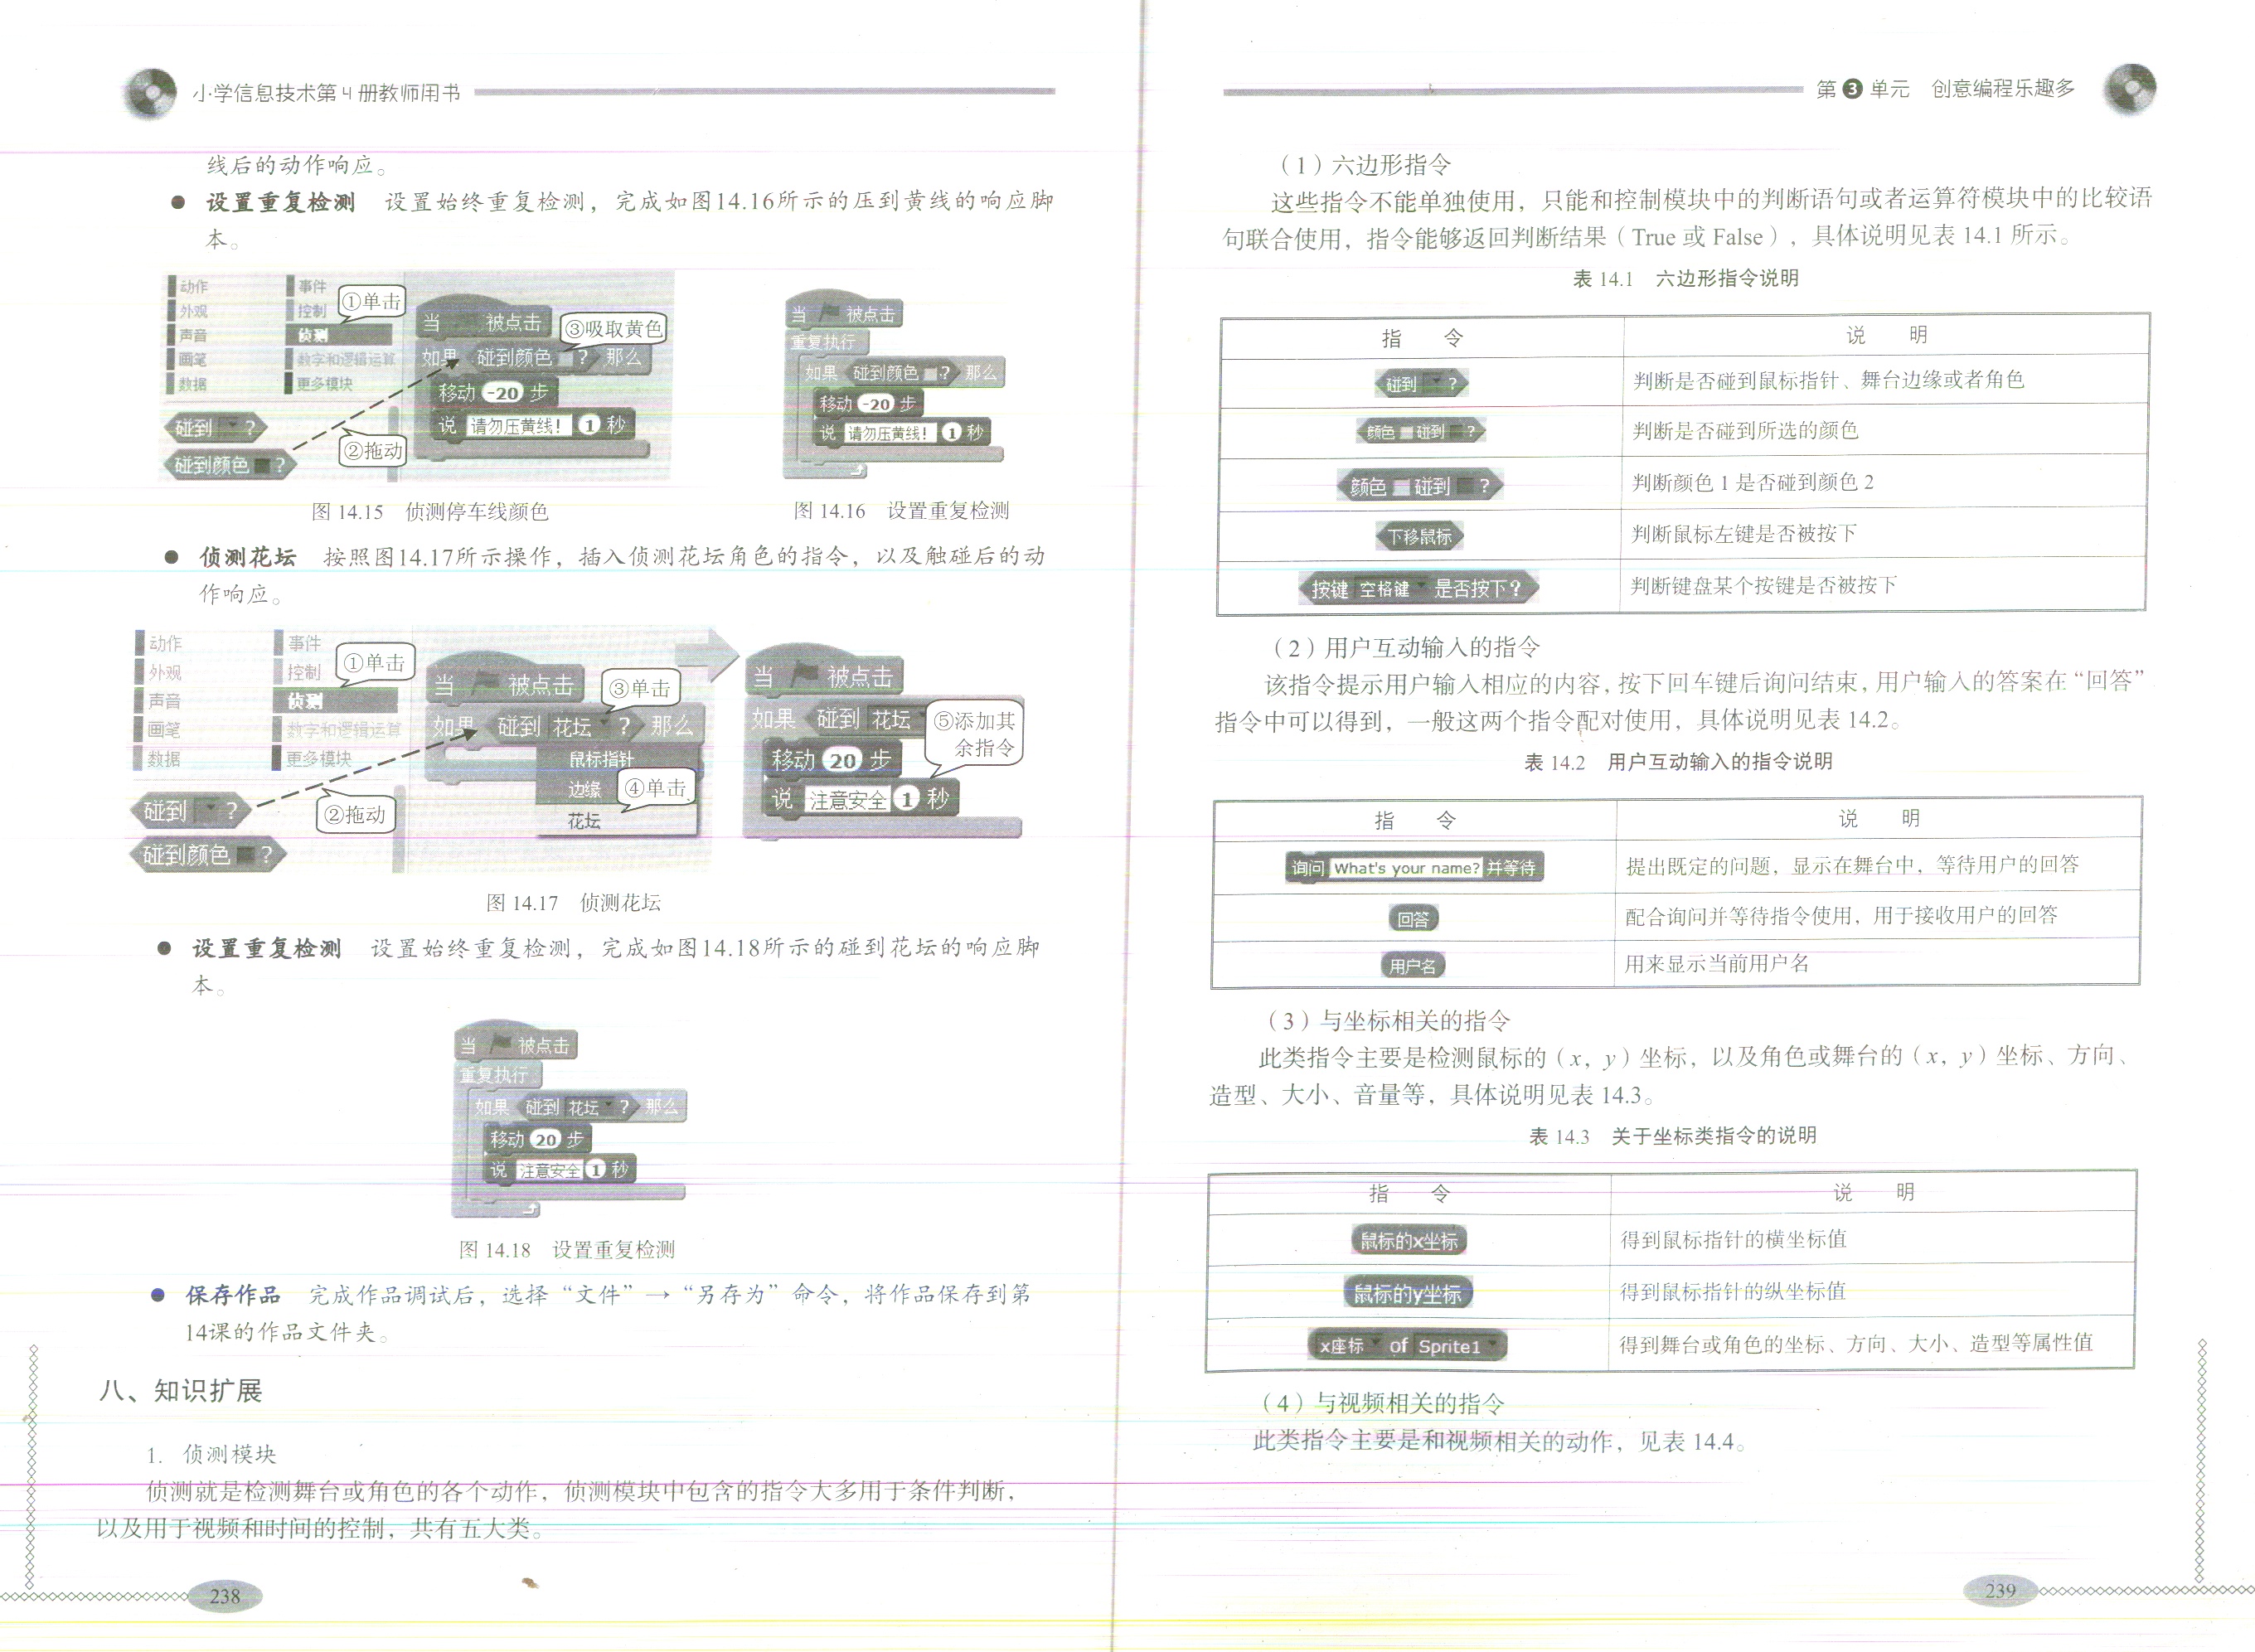 小学信息技术第4册教师用书
线后的动作响应。
● 设置重复检测 设置始终重复检测，完成如图14.16所示的压到黄线的响应脚
本。
动作 事件
外观 控制
声音 侦测
画笔 数字和逻辑运算
数据 更多模块
碰到 ?
碰到颜色 ?
①单击
②拖动
③吸取黄色
当 被点击
如果 碰到颜色 ? 那么
移动 -20 步
说 请勿压黄线! 1 秒
当 被点击
重复执行
如果 碰到颜色 ? 那么
移动 -20 步
说 请勿压黄线! 1 秒
图 14.15 侦测停车线颜色
图 14.16 设置重复检测
● 侦测花坛 按照图14.17所示操作，插入侦测花坛角色的指令，以及触碰后的动
作响应。
动作 事件
外观 控制
声音 侦测
画笔 数字和逻辑运算
数据 更多模块
碰到 ?
碰到颜色 ?
①单击
②拖动
当 被点击
③单击
如果 碰到 花坛 ? 那么
鼠标指针
边缘
④单击
花坛
当 被点击
如果 碰到 花坛
⑤添加其
余指令
移动 20 步
说 注意安全 1 秒
图 14.17 侦测花坛
● 设置重复检测 设置始终重复检测，完成如图14.18所示的碰到花坛的响应脚
本。
当 被点击
重复执行
如果 碰到 花坛 ? 那么
移动 20 步
说 注意安全 1 秒
图 14.18 设置重复检测
● 保存作品 完成作品调试后，选择“文件”→“另存为”命令，将作品保存到第
14课的作品文件夹。
八、知识扩展
1. 侦测模块
侦测就是检测舞台或角色的各个动作，侦测模块中包含的指令大多用于条件判断，
以及用于视频和时间的控制，共有五大类。
238
第3单元 创意编程乐趣多
（1）六边形指令
这些指令不能单独使用，只能和控制模块中的判断语句或者运算符模块中的比较语
句联合使用，指令能够返回判断结果（True 或 False），具体说明见表 14.1 所示。
表 14.1 六边形指令说明
指 令 说 明
碰到 ? 判断是否碰到鼠标指针、舞台边缘或者角色
颜色 碰到 ? 判断是否碰到所选的颜色
颜色 碰到 ? 判断颜色 1 是否碰到颜色 2
下移鼠标 判断鼠标左键是否被按下
按键 空格键 是否按下? 判断键盘某个按键是否被按下
（2）用户互动输入的指令
该指令提示用户输入相应的内容，按下回车键后询问结束，用户输入的答案在“回答”
指令中可以得到，一般这两个指令配对使用，具体说明见表 14.2。
表 14.2 用户互动输入的指令说明
指 令 说 明
询问 What's your name? 并等待 提出既定的问题，显示在舞台中，等待用户的回答
回答 配合询问并等待指令使用，用于接收用户的回答
用户名 用来显示当前用户名
（3）与坐标相关的指令
此类指令主要是检测鼠标的（x，y）坐标，以及角色或舞台的（x，y）坐标、方向、
造型、大小、音量等，具体说明见表 14.3。
表 14.3 关于坐标类指令的说明
指 令 说 明
鼠标的x坐标 得到鼠标指针的横坐标值
鼠标的y坐标 得到鼠标指针的纵坐标值
x座标 of Sprite1 得到舞台或角色的坐标、方向、大小、造型等属性值
（4）与视频相关的指令
此类指令主要是和视频相关的动作，见表 14.4。
239